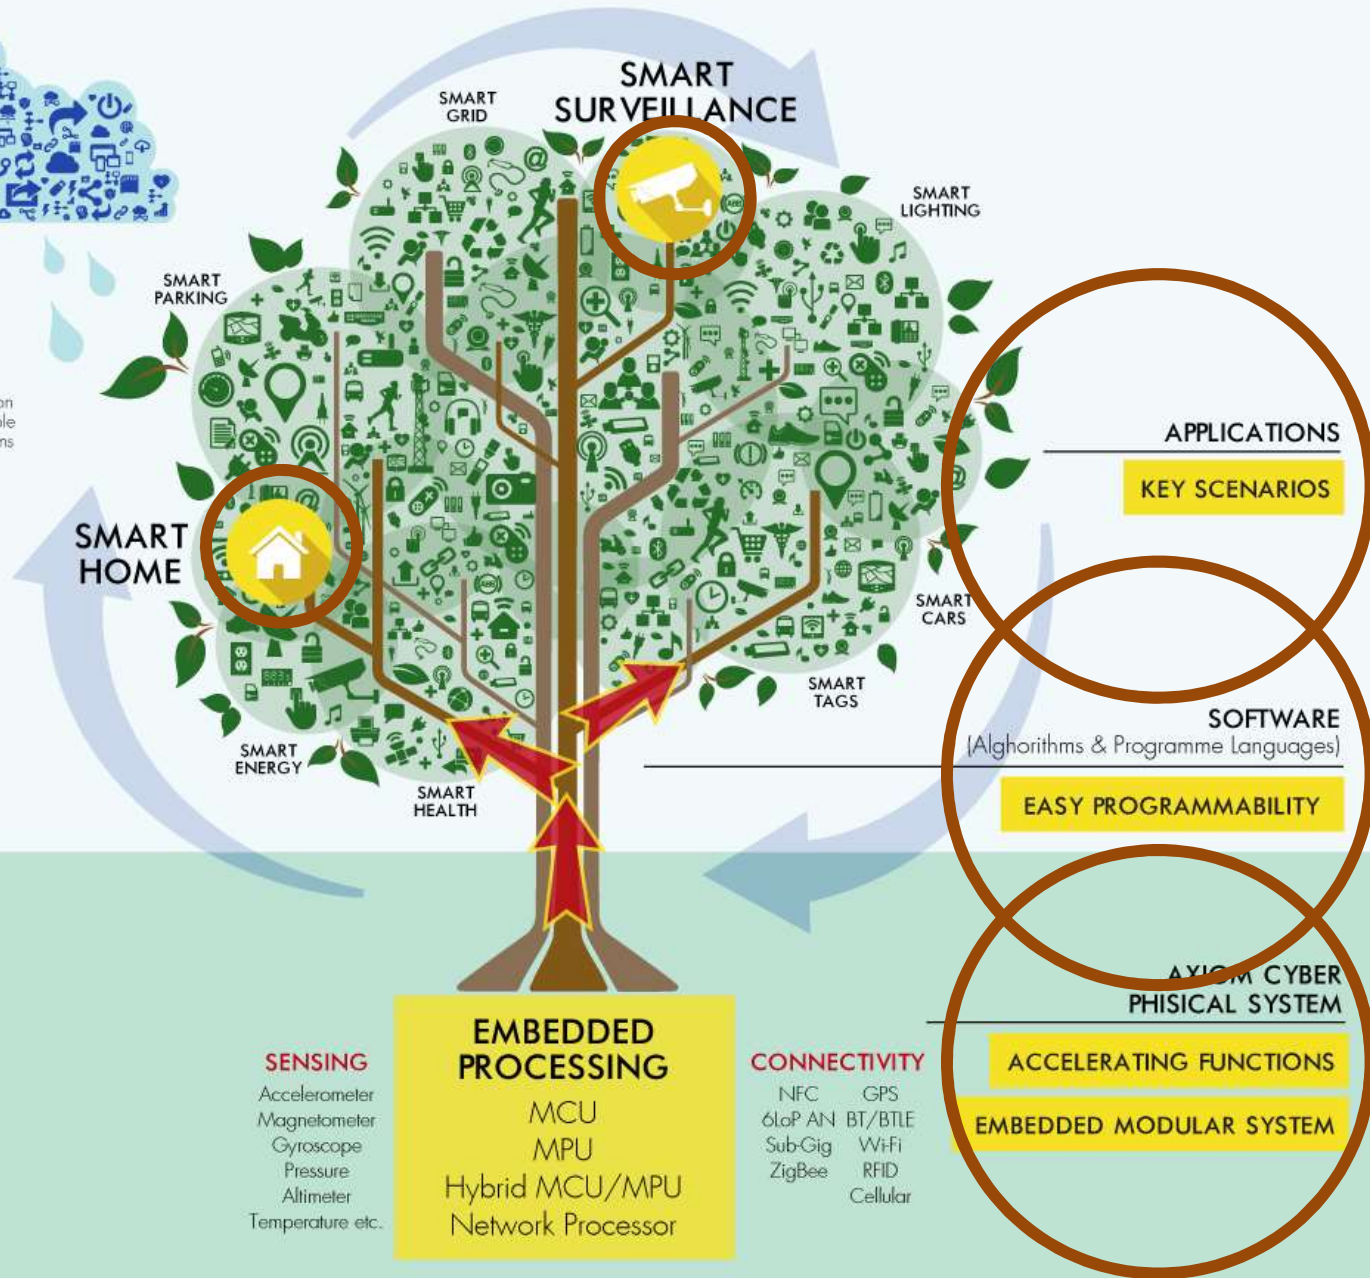 SMART
SURVEILLANCE
SMART
GRID
SMART
LIGHTING
SMART
PARKING
on
ns
APPLICATIONS
KEY SCENARIOS
SMART
HOME
SMART
CARS
SMART
TAGS
SMART
ENERGY
SMART
HEALTH
SOFTWARE
(Alghorithms & Programme Languages)
EASY PROGRAMMABILITY
AXIOM CYBER
PHISICAL SYSTEM
ACCELERATING FUNCTIONS
EMBEDDED MODULAR SYSTEM
EMBEDDED
PROCESSING
MCU
MPU
Hybrid MCU/MPU
Network Processor
SENSING
Accelerometer
Magnetometer
Gyroscope
Pressure
Altimeter
Temperature etc.
CONNECTIVITY
NFC GPS
6LoP AN BT/BTLE
Sub-Gig Wi-Fi
ZigBee RFID
Cellular